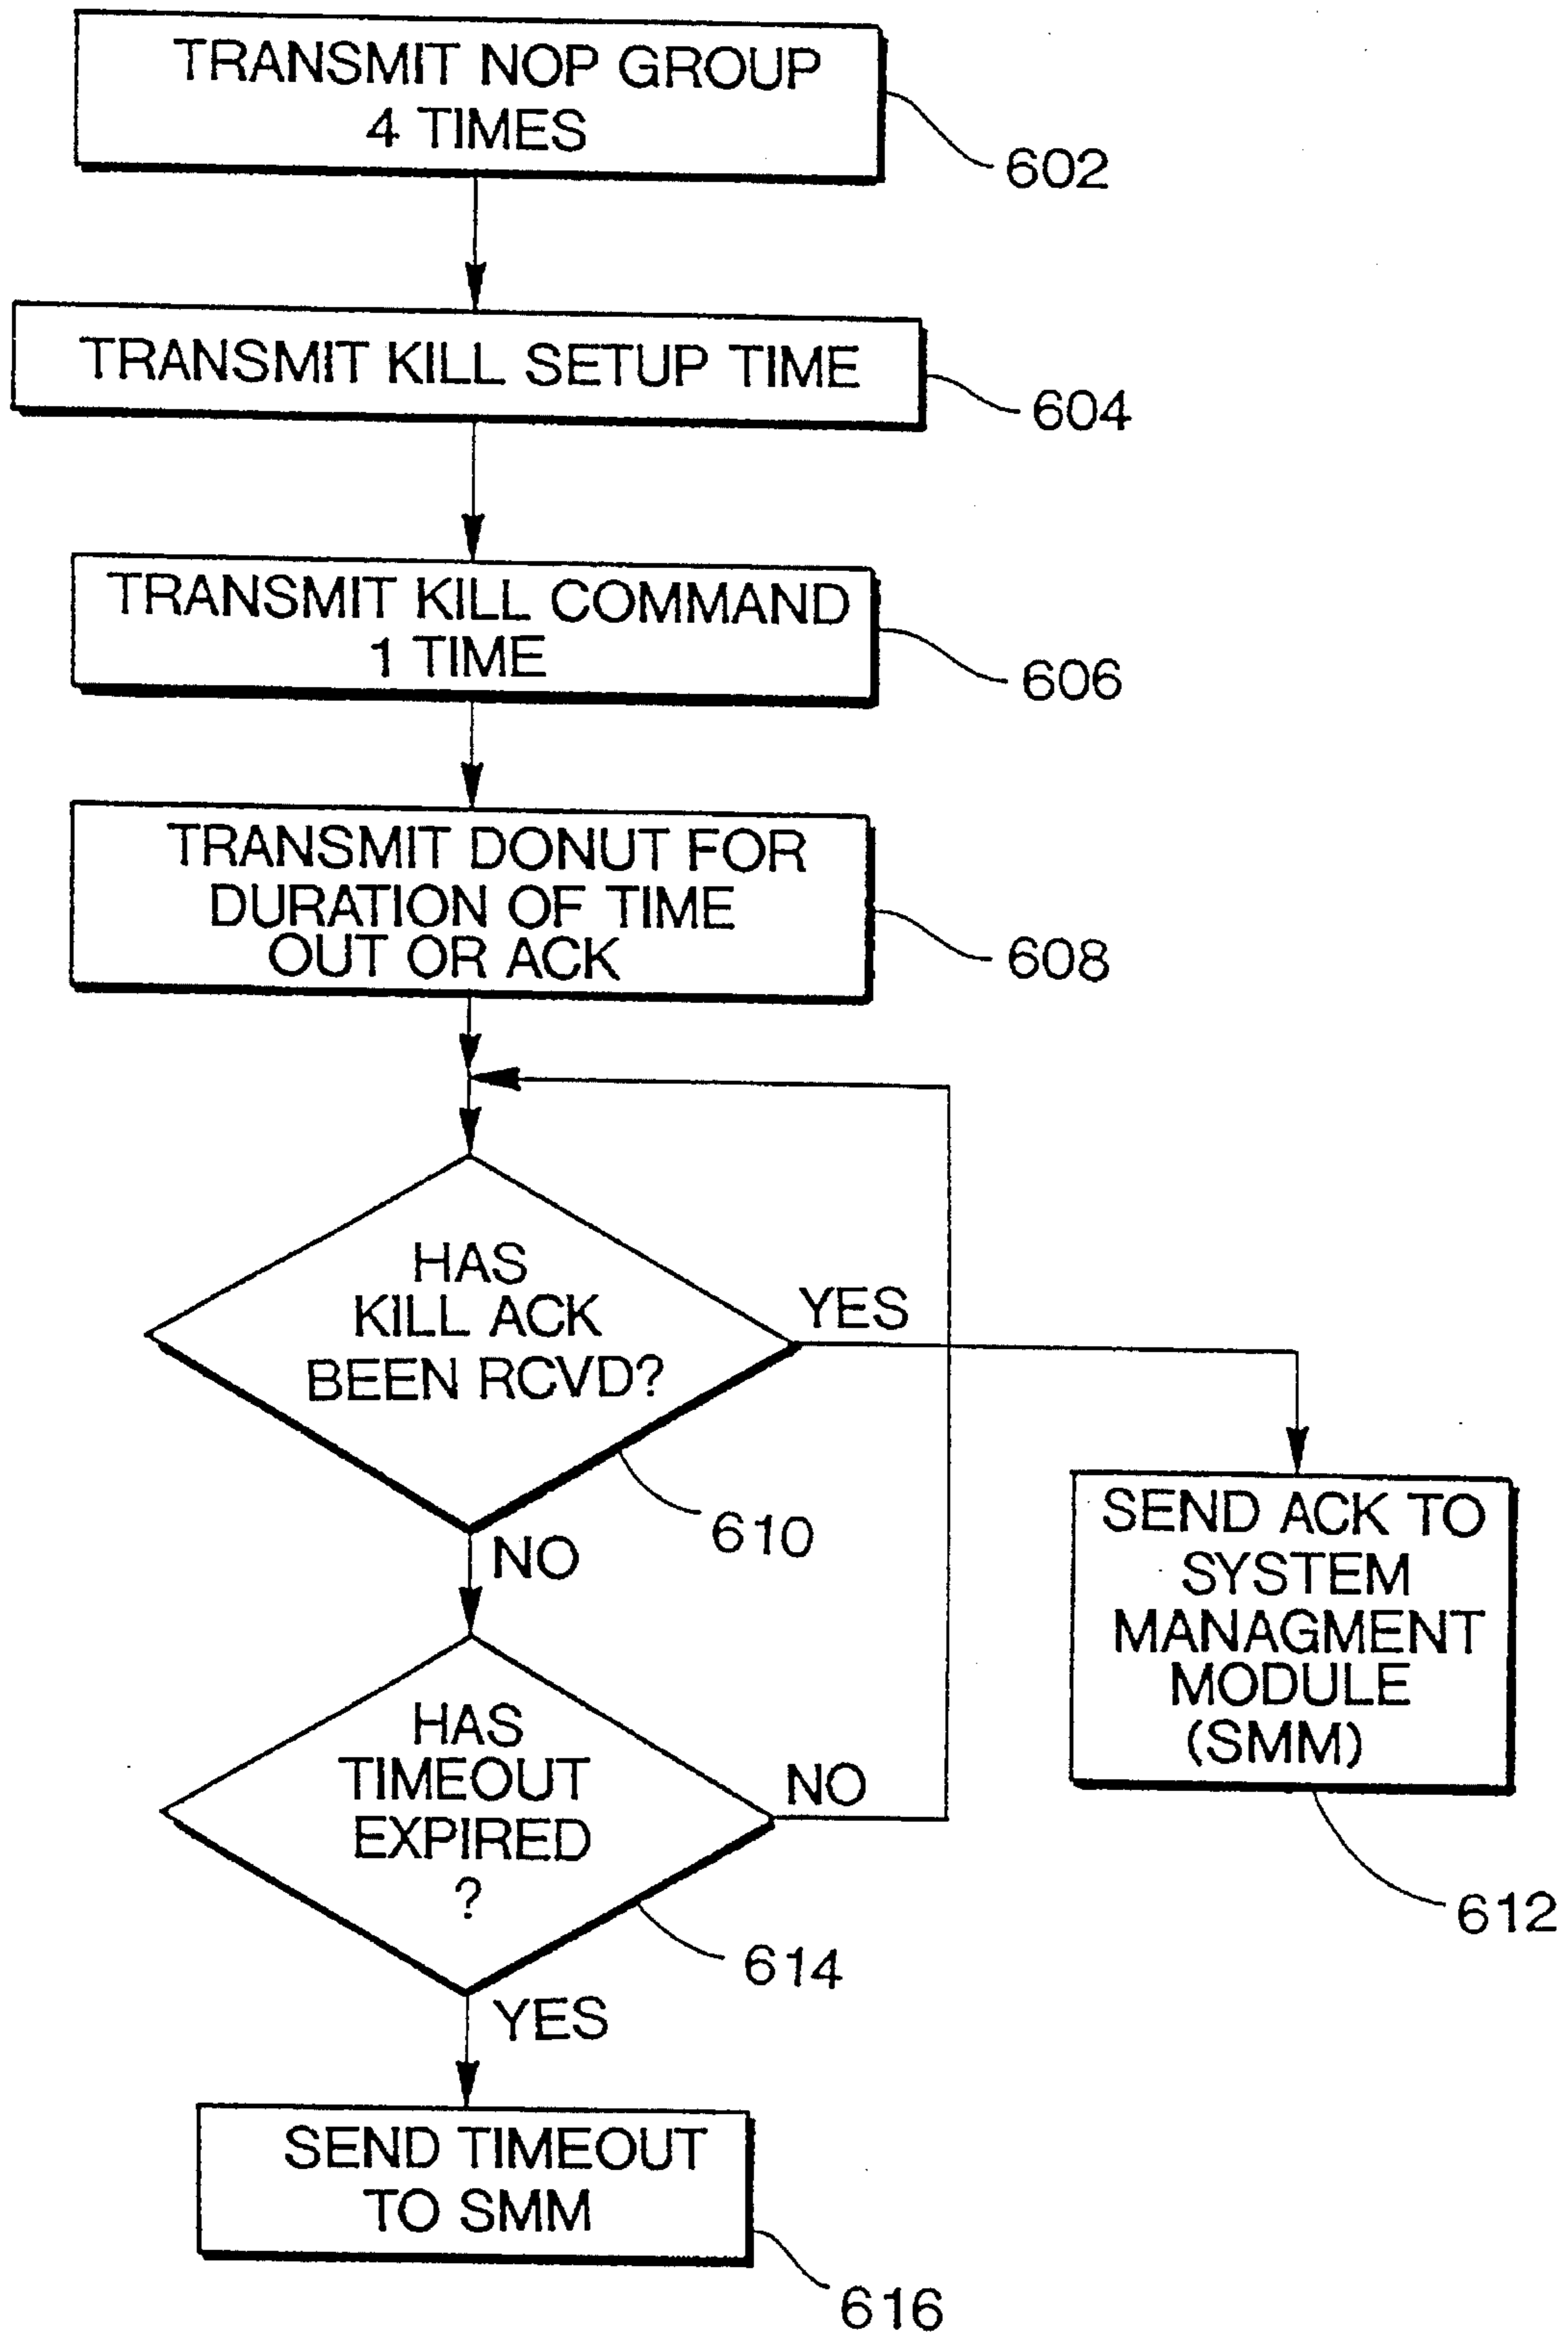 TRANSMIT NOP GROUP
4 TIMES
602
TRANSMIT KILL SETUP TIME
604
TRANSMIT KILL COMMAND
1 TIME
606
TRANSMIT DONUT FOR
DURATION OF TIME
OUT OR ACK
608
HAS
KILL ACK
BEEN RCVD?
YES
610
NO
SEND ACK TO
SYSTEM
MANAGMENT
MODULE
(SMM)
612
HAS
TIMEOUT
EXPIRED
?
NO
614
YES
SEND TIMEOUT
TO SMM
616